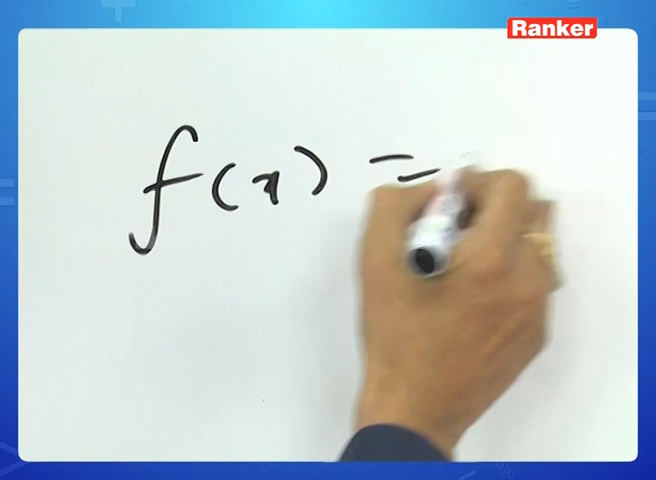 Ranker
f(x) =